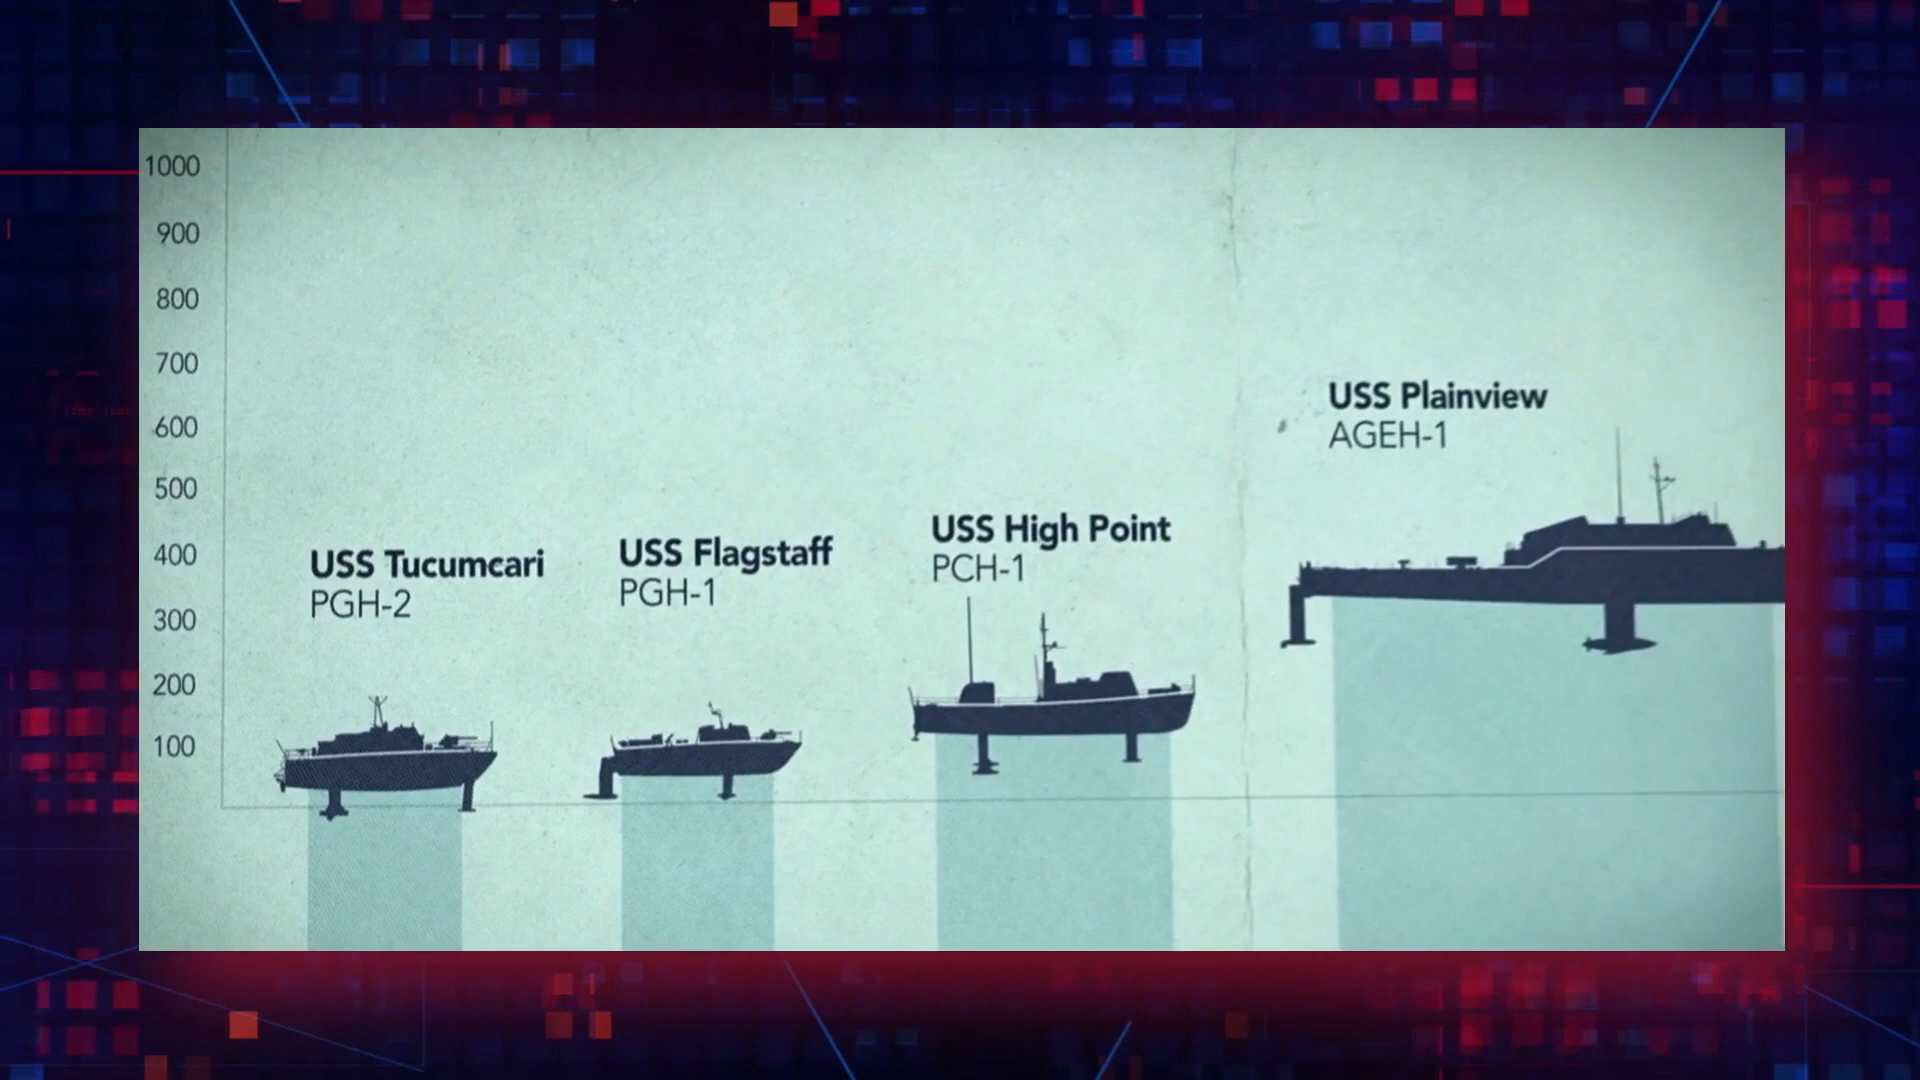 1000
900
800
700
600
500
400
300
200
100
USS Tucumcari
PGH-2
USS Flagstaff
PGH-1
USS High Point
PCH-1
USS Plainview
AGEH-1